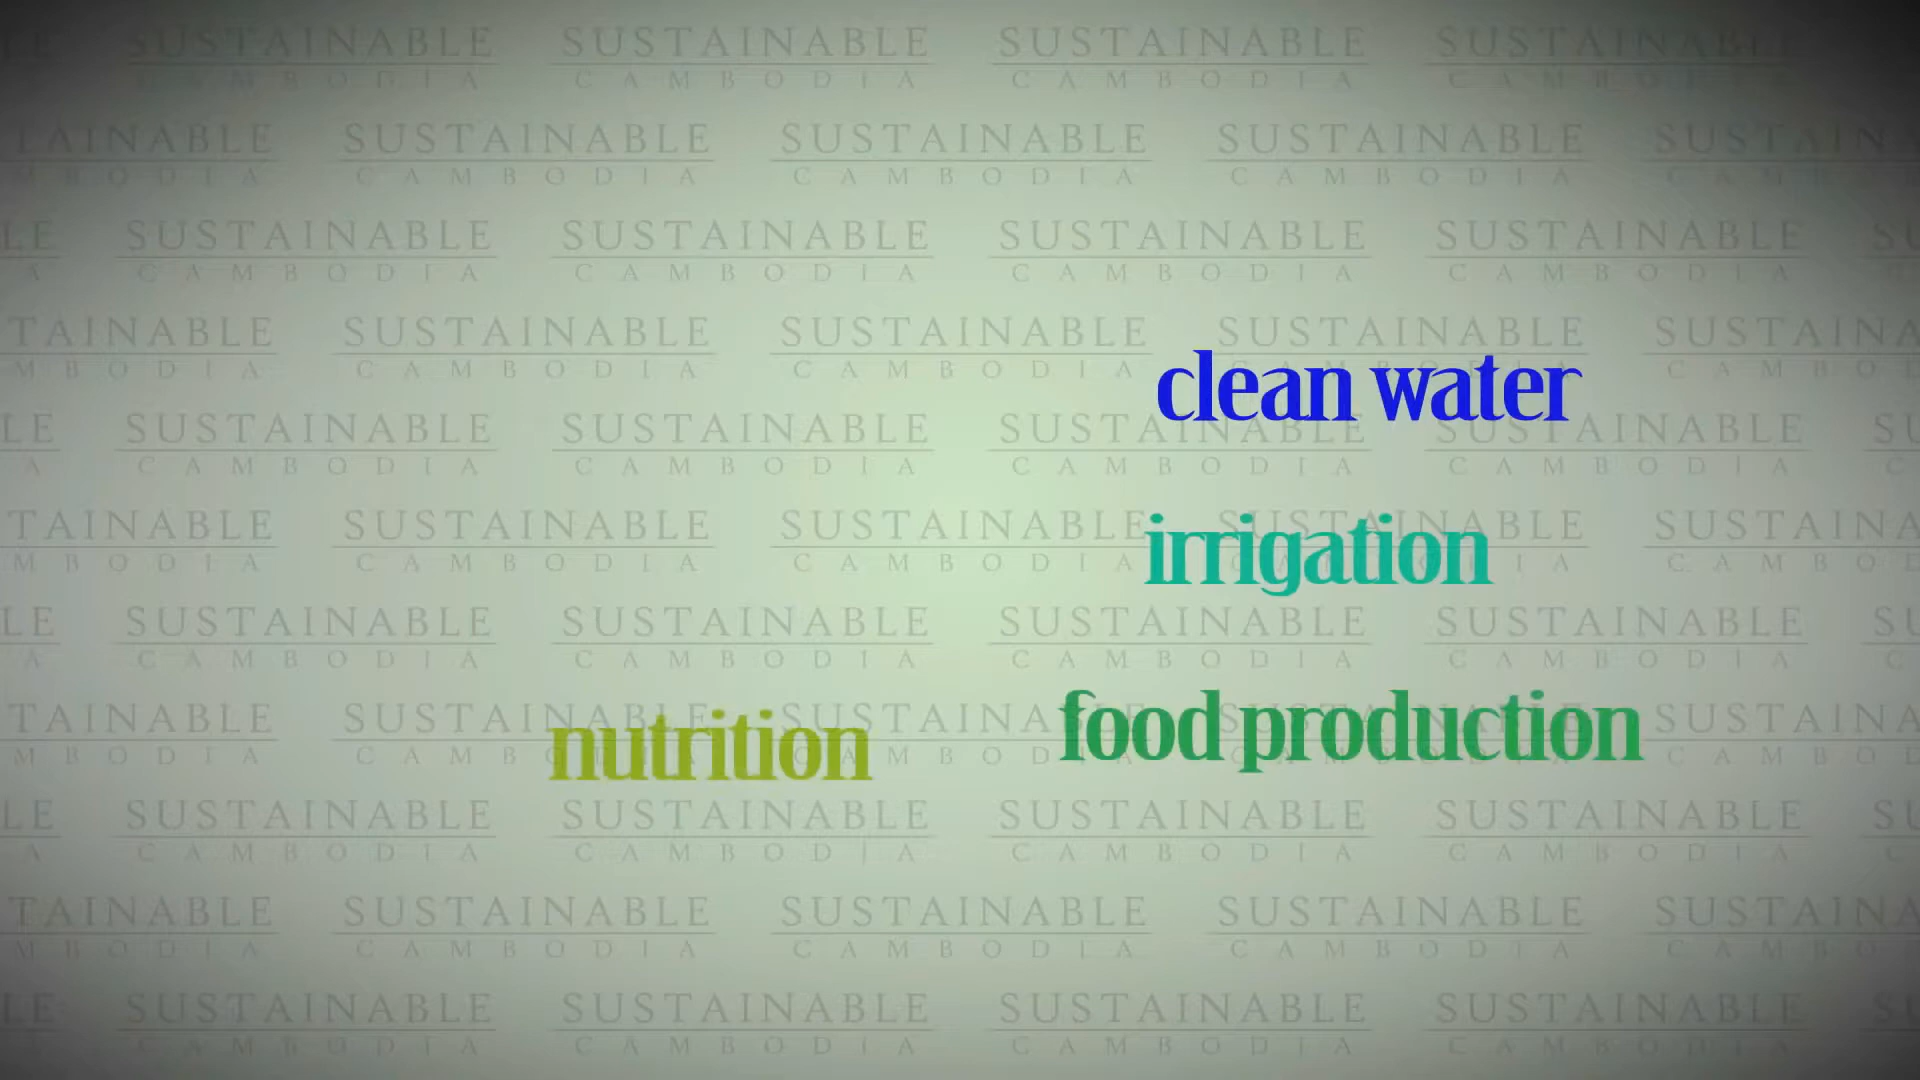 SUSTAINABLE
CAMBODIA
clean water
irrigation
food production
nutrition